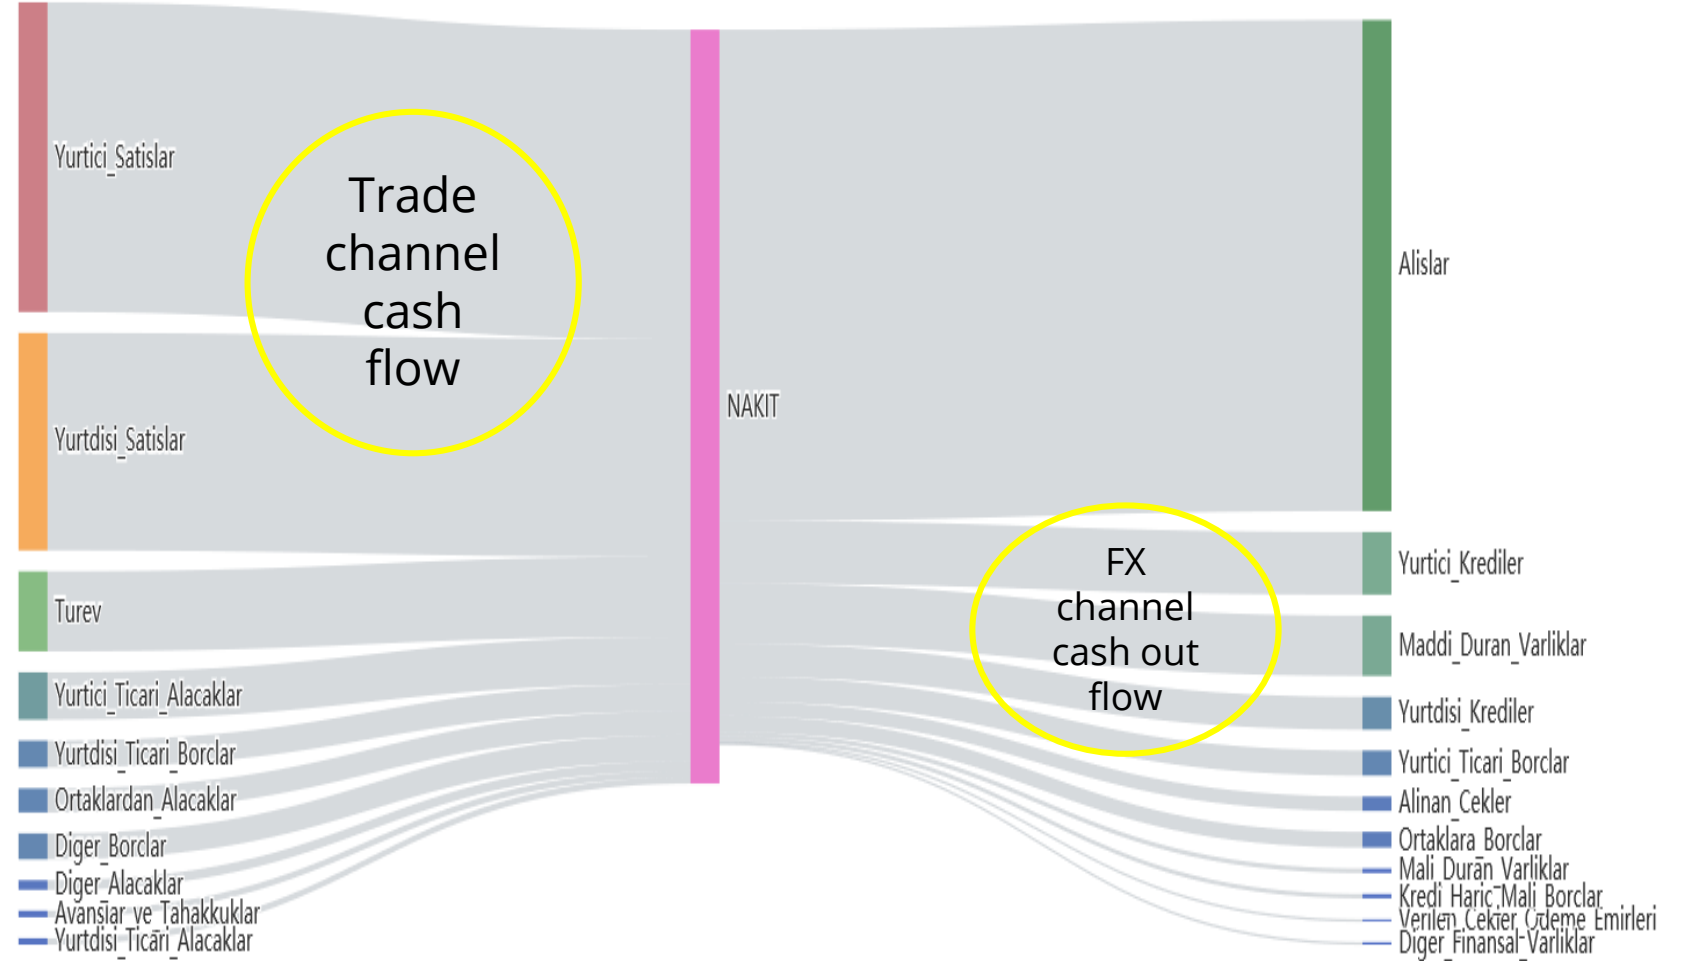 Yurtici_Satislar
Trade
channel
cash
flow
Yurtdisi_Satislar
Turev
Yurtici_Ticari_Alacaklar
Yurtdisi_Ticari_Borclar
Ortaklardan_Alacaklar
Diger_Borclar
Diger_Alacaklar
Avanslar_ve_Tahakkuklar
Yurtdisi_Ticari_Alacaklar
NAKIT
FX
channel
cash out
flow
Alislar
Yurtici_Krediler
Maddi_Duran_Varliklar
Yurtdisi_Krediler
Yurtici_Ticari_Borclar
Alinan_Cekler
Ortaklara_Borclar
Mali_Duran_Varliklar
Kredi_Haric_Mali_Borclar
Verilen_Cekler_Odeme_Emirleri
Diger_Finansal_Varliklar